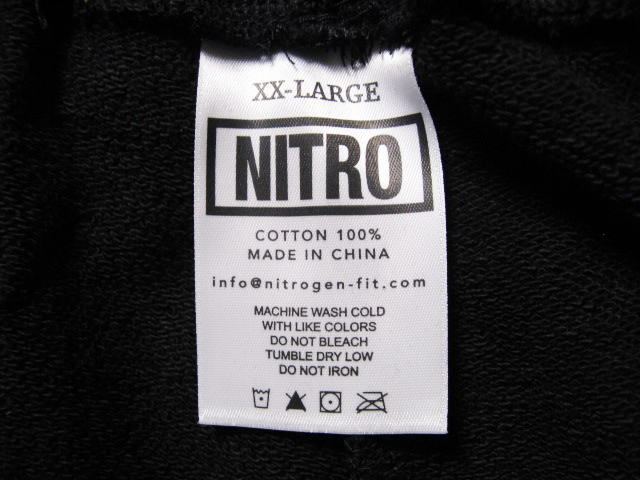 XX-LARGE
NITRO
COTTON 100%
MADE IN CHINA
info@nitrogen-fit.com
MACHINE WASH COLD
WITH LIKE COLORS
DO NOT BLEACH
TUMBLE DRY LOW
DO NOT IRON